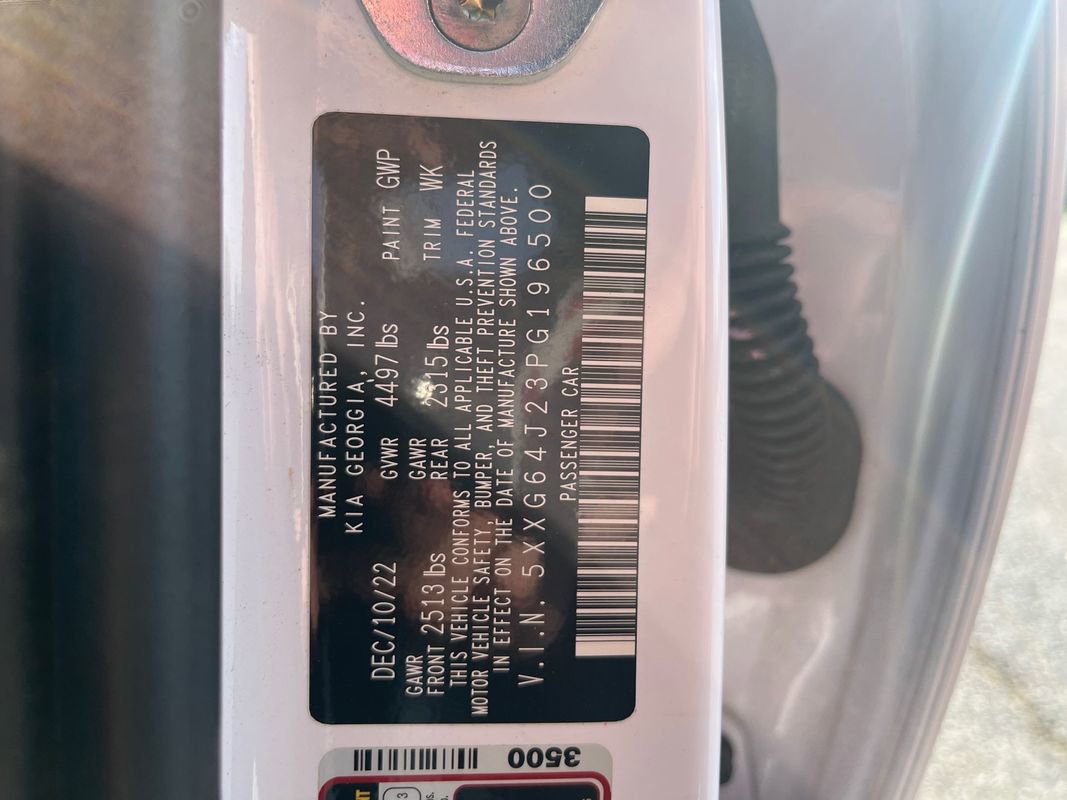 MANUFACTURED BY
KIA GEORGIA, INC.
DEC/10/22 GVWR 4497 lbs PAINT GWP
GAWR GAWR
FRONT 2513 lbs REAR 2315 lbs TRIM WK
THIS VEHICLE CONFORMS TO ALL APPLICABLE U.S.A. FEDERAL
MOTOR VEHICLE SAFETY, BUMPER, AND THEFT PREVENTION STANDARDS
IN EFFECT ON THE DATE OF MANUFACTURE SHOWN ABOVE.
V.I.N. 5XXG64J23PG196500
PASSENGER CAR
3500